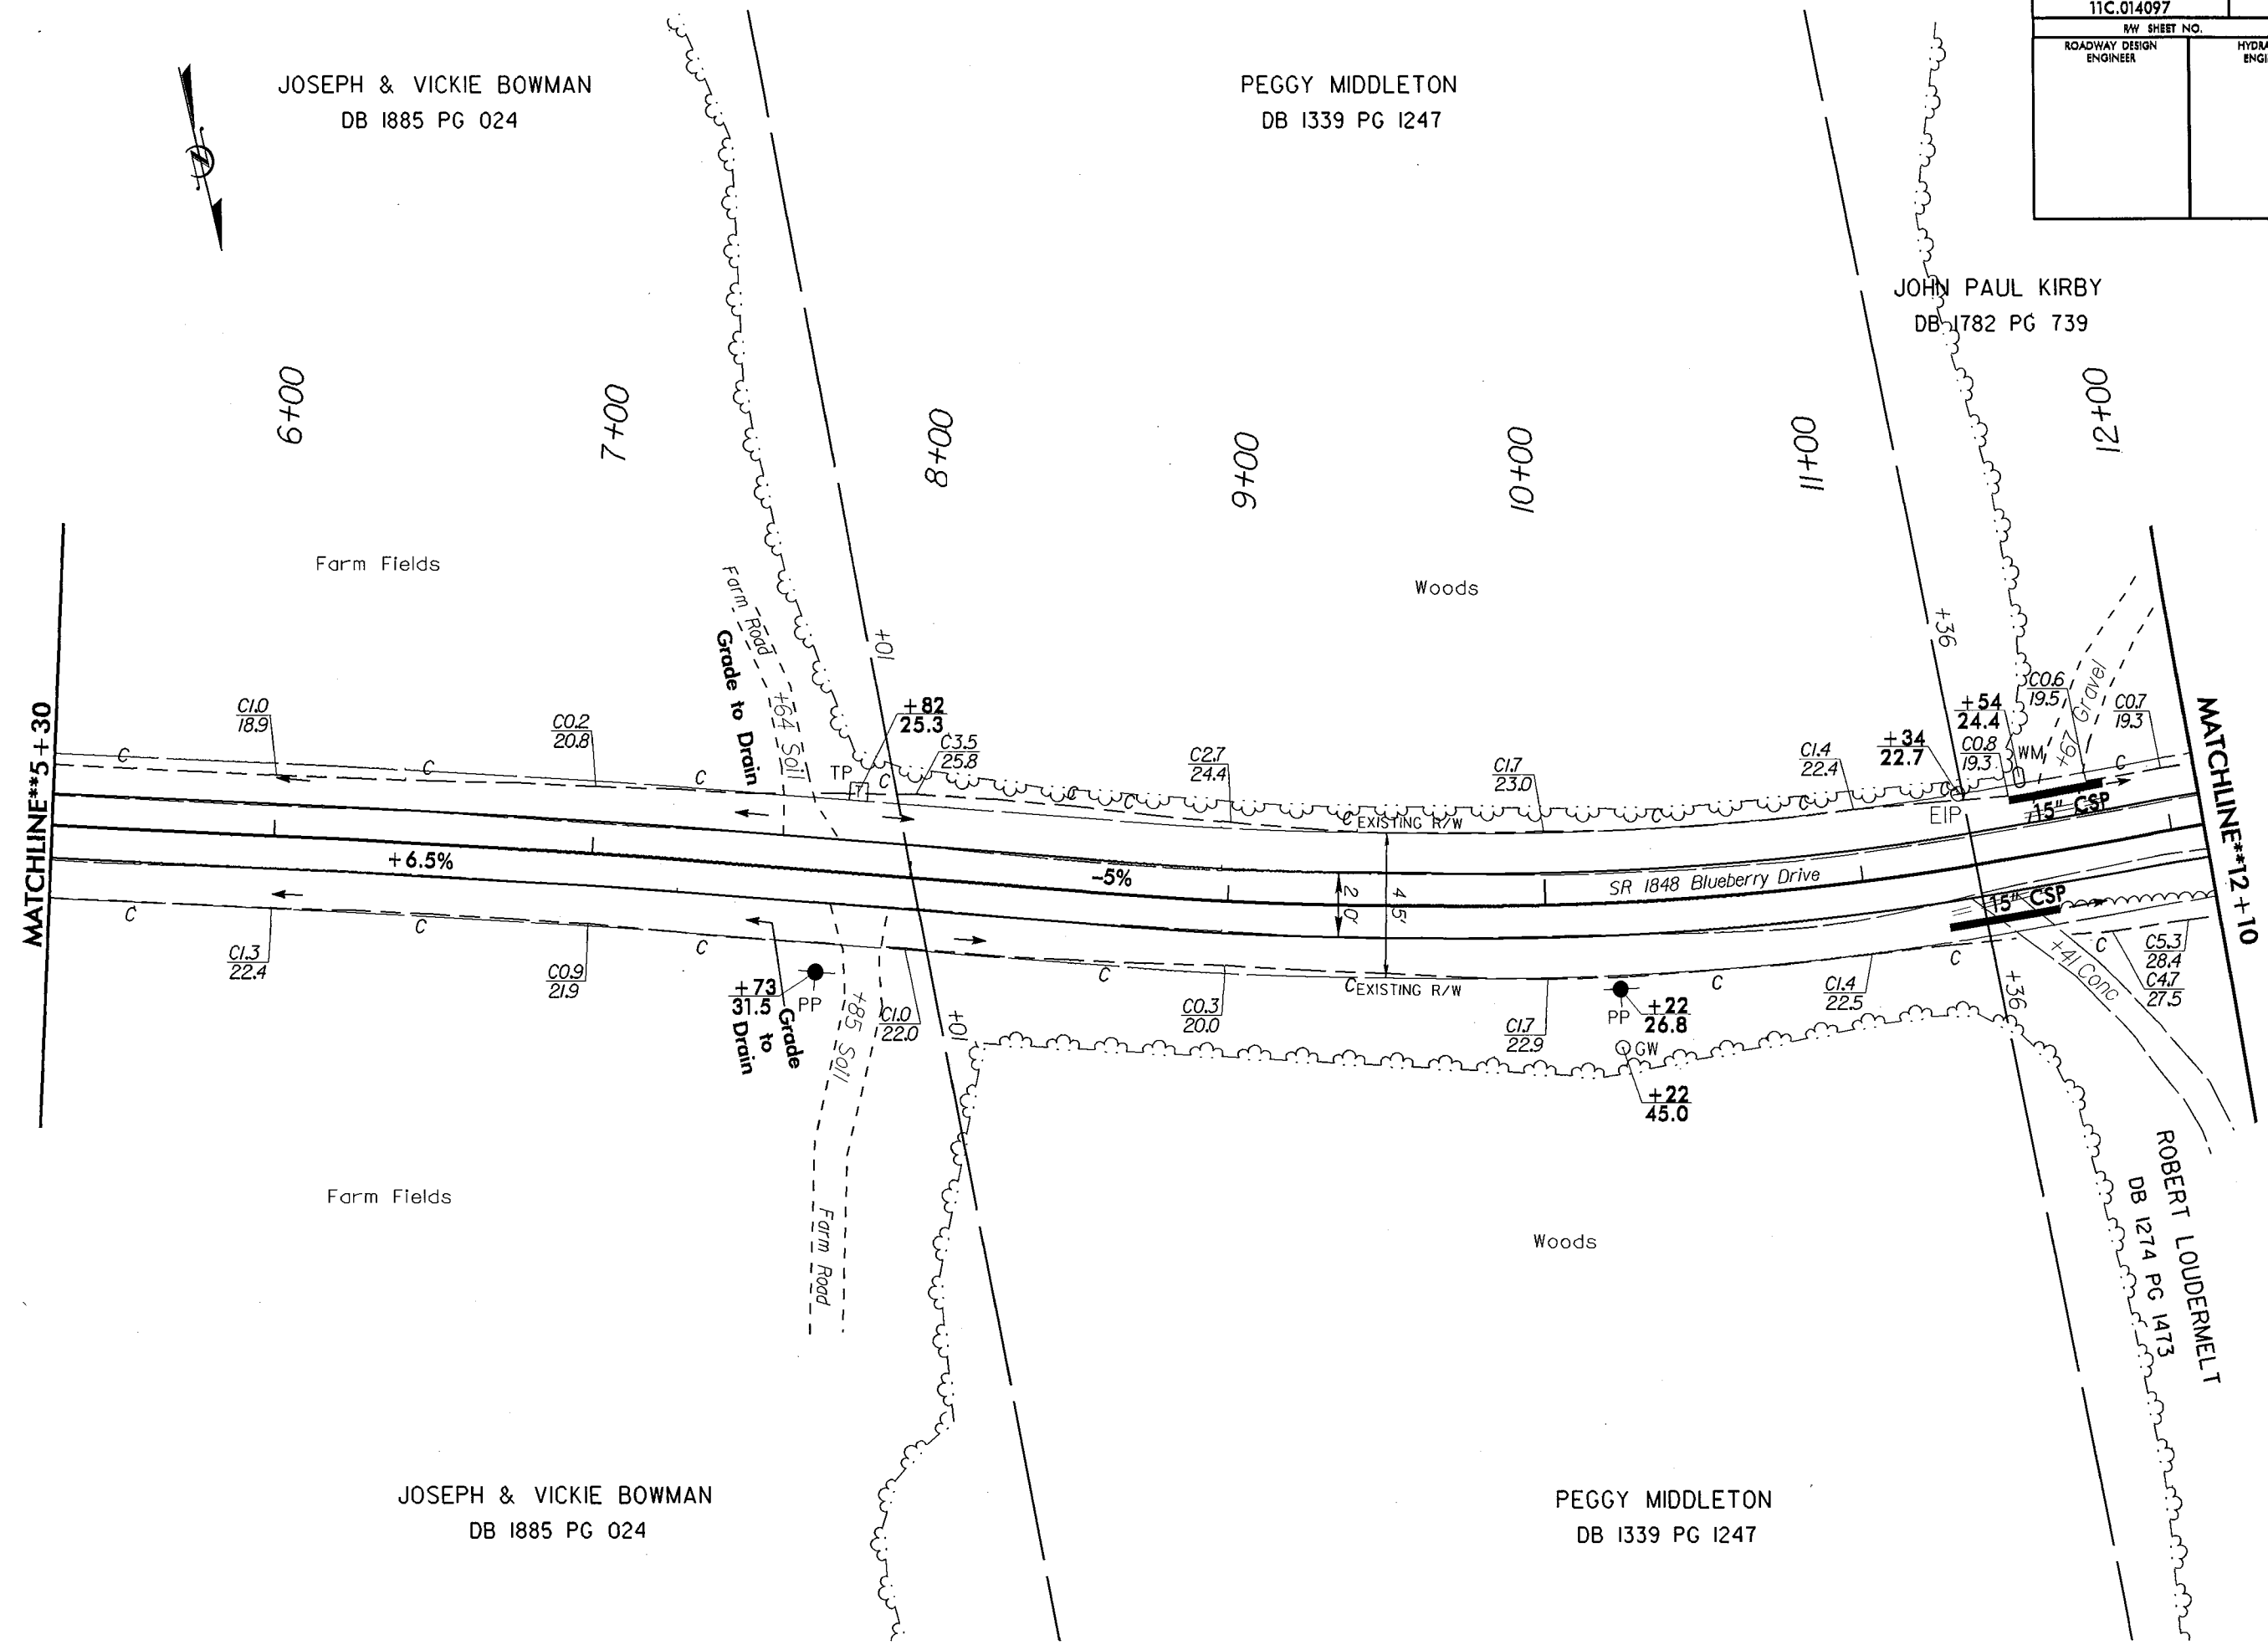 11C.014097
R/W SHEET NO.
ROADWAY DESIGN
ENGINEER
JOSEPH & VICKIE BOWMAN
DB 1885 PG 024
PEGGY MIDDLETON
DB 1339 PG 1247
JOHN PAUL KIRBY
DB 1782 PG 739
6+00
7+00
8+00
9+00
10+00
11+00
12+00
Farm Fields
Woods
Farm Road
Grade to Drain
+64 Soil
+01
+36
MATCHLINE**5+30
C1.0
18.9
C0.2
20.8
TP
T
+82
25.3
C3.5
25.8
C2.7
24.4
C1.7
23.0
C1.4
22.4
+34
22.7
+54
24.4
C0.8
19.3
WM
C0.6
19.5
+67 Gravel
C0.7
19.3
MATCHLINE**12+10
C
C
C
C
C
C
C
C
C
C
C
EXISTING R/W
EIP
15" CSP
+6.5%
-5%
20'
45'
SR 1848 Blueberry Drive
15" CSP
C
C
C
C
C
C
C
C
EXISTING R/W
C1.3
22.4
C0.9
21.9
+73
31.5
PP
Grade
to
Drain
+85 Soil
C1.0
22.0
+01
C0.3
20.0
C1.7
22.9
PP
+22
26.8
GW
+22
45.0
C1.4
22.5
+36
+41 Conc
C5.3
28.4
C4.7
27.5
Farm Fields
Farm Road
Woods
ROBERT LOUDERMELT
DB 1274 PG 1473
JOSEPH & VICKIE BOWMAN
DB 1885 PG 024
PEGGY MIDDLETON
DB 1339 PG 1247